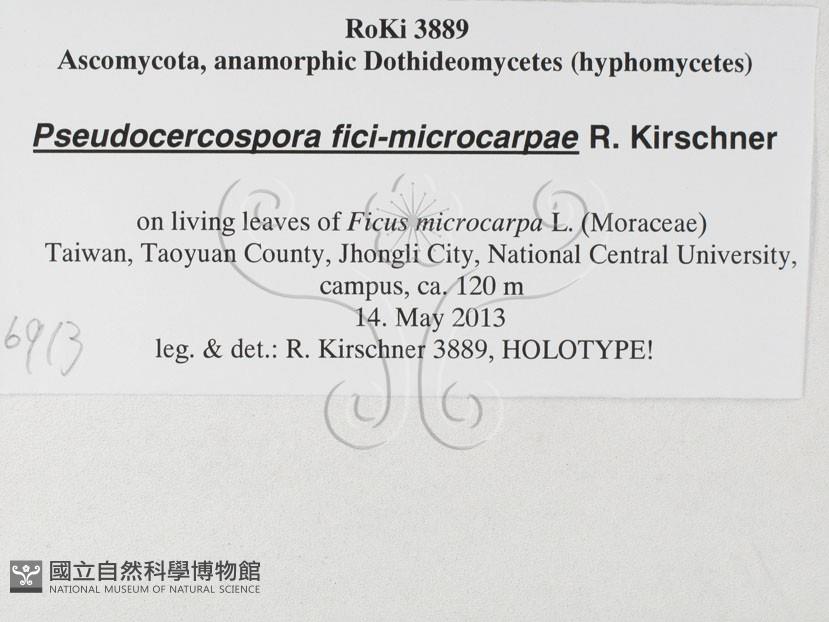 RoKi 3889
Ascomycota, anamorphic Dothideomycetes (hyphomycetes)
Pseudocercospora fici-microcarpae R. Kirschner
on living leaves of Ficus microcarpa L. (Moraceae)
Taiwan, Taoyuan County, Jhongli City, National Central University,
campus, ca. 120 m
14. May 2013
leg. & det.: R. Kirschner 3889, HOLOTYPE!
6913
國立自然科學博物館
NATIONAL MUSEUM OF NATURAL SCIENCE